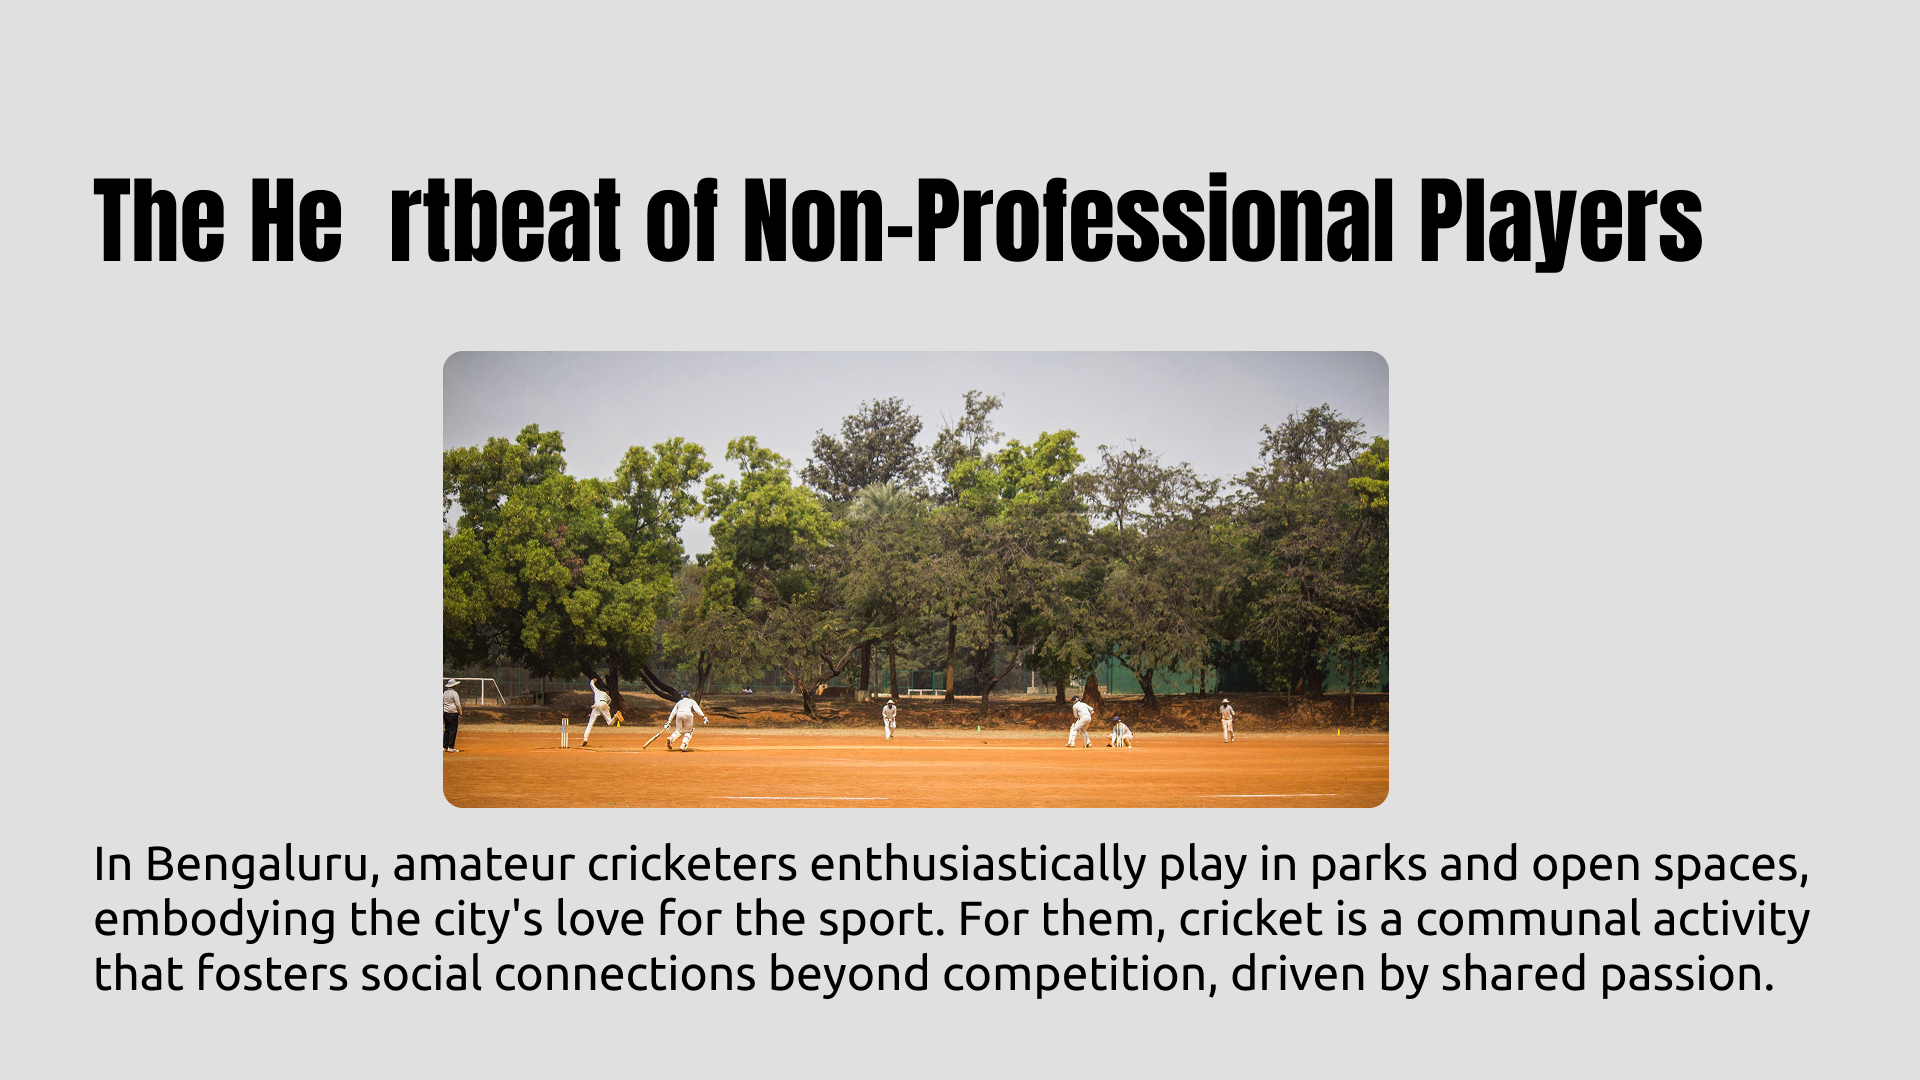 The He rtbeat of Non-Professional Players
In Bengaluru, amateur cricketers enthusiastically play in parks and open spaces,
embodying the city's love for the sport. For them, cricket is a communal activity
that fosters social connections beyond competition, driven by shared passion.